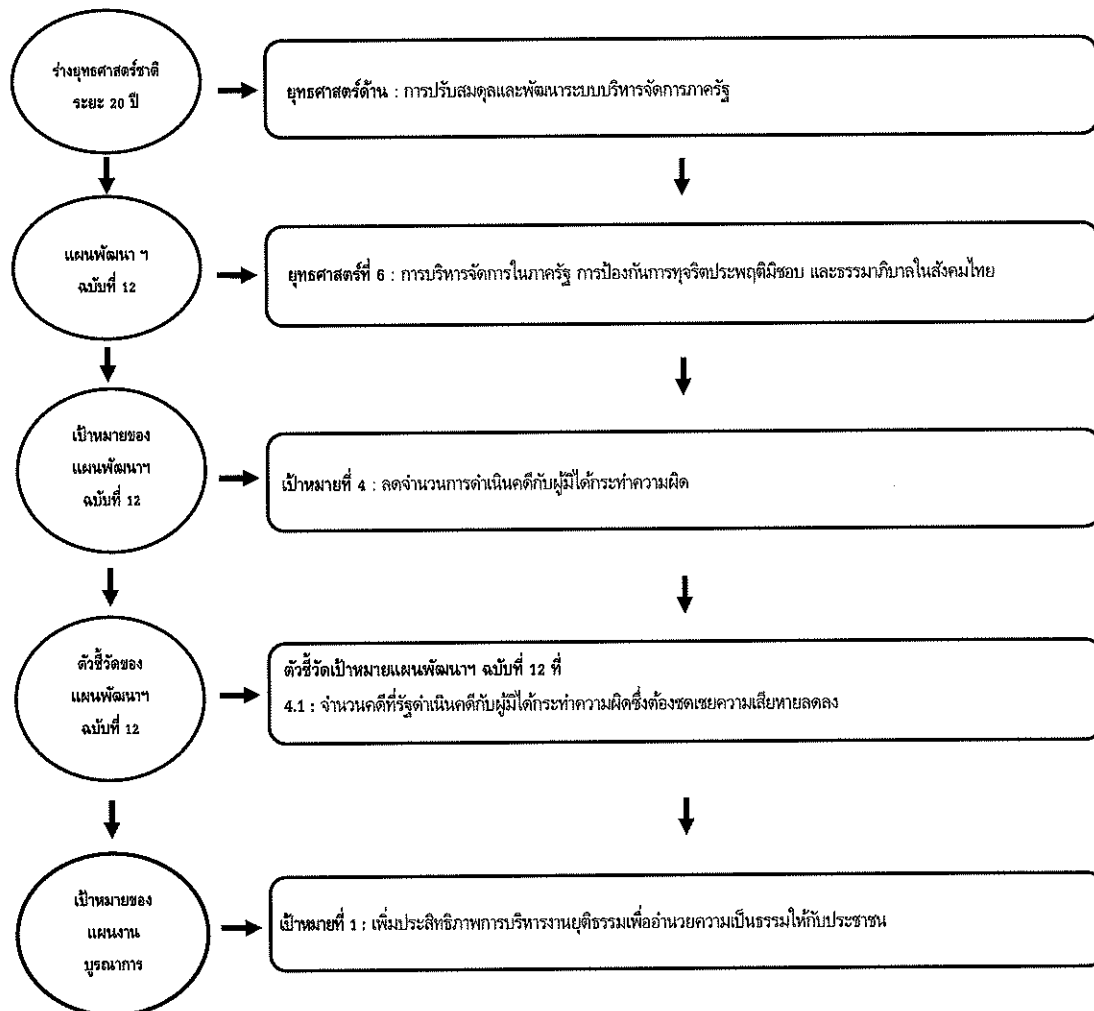 ร่างยุทธศาสตร์ชาติ
ระยะ 20 ปี
ยุทธศาสตร์ด้าน : การปรับสมดุลและพัฒนาระบบบริหารจัดการภาครัฐ
แผนพัฒนา ฯ
ฉบับที่ 12
ยุทธศาสตร์ที่ 6 : การบริหารจัดการในภาครัฐ การป้องกันการทุจริตประพฤติมิชอบ และธรรมาภิบาลในสังคมไทย
เป้าหมายของ
แผนพัฒนาฯ
ฉบับที่ 12
เป้าหมายที่ 4 : ลดจำนวนการดำเนินคดีกับผู้มิได้กระทำความผิด
ตัวชี้วัดของ
แผนพัฒนาฯ
ฉบับที่ 12
ตัวชี้วัดเป้าหมายแผนพัฒนาฯ ฉบับที่ 12 ที่
4.1 : จำนวนคดีที่รัฐดำเนินคดีกับผู้มิได้กระทำความผิดซึ่งต้องชดเชยความเสียหายลดลง
เป้าหมายของ
แผนงาน
บูรณาการ
เป้าหมายที่ 1 : เพิ่มประสิทธิภาพการบริหารงานยุติธรรมเพื่ออำนวยความเป็นธรรมให้กับประชาชน